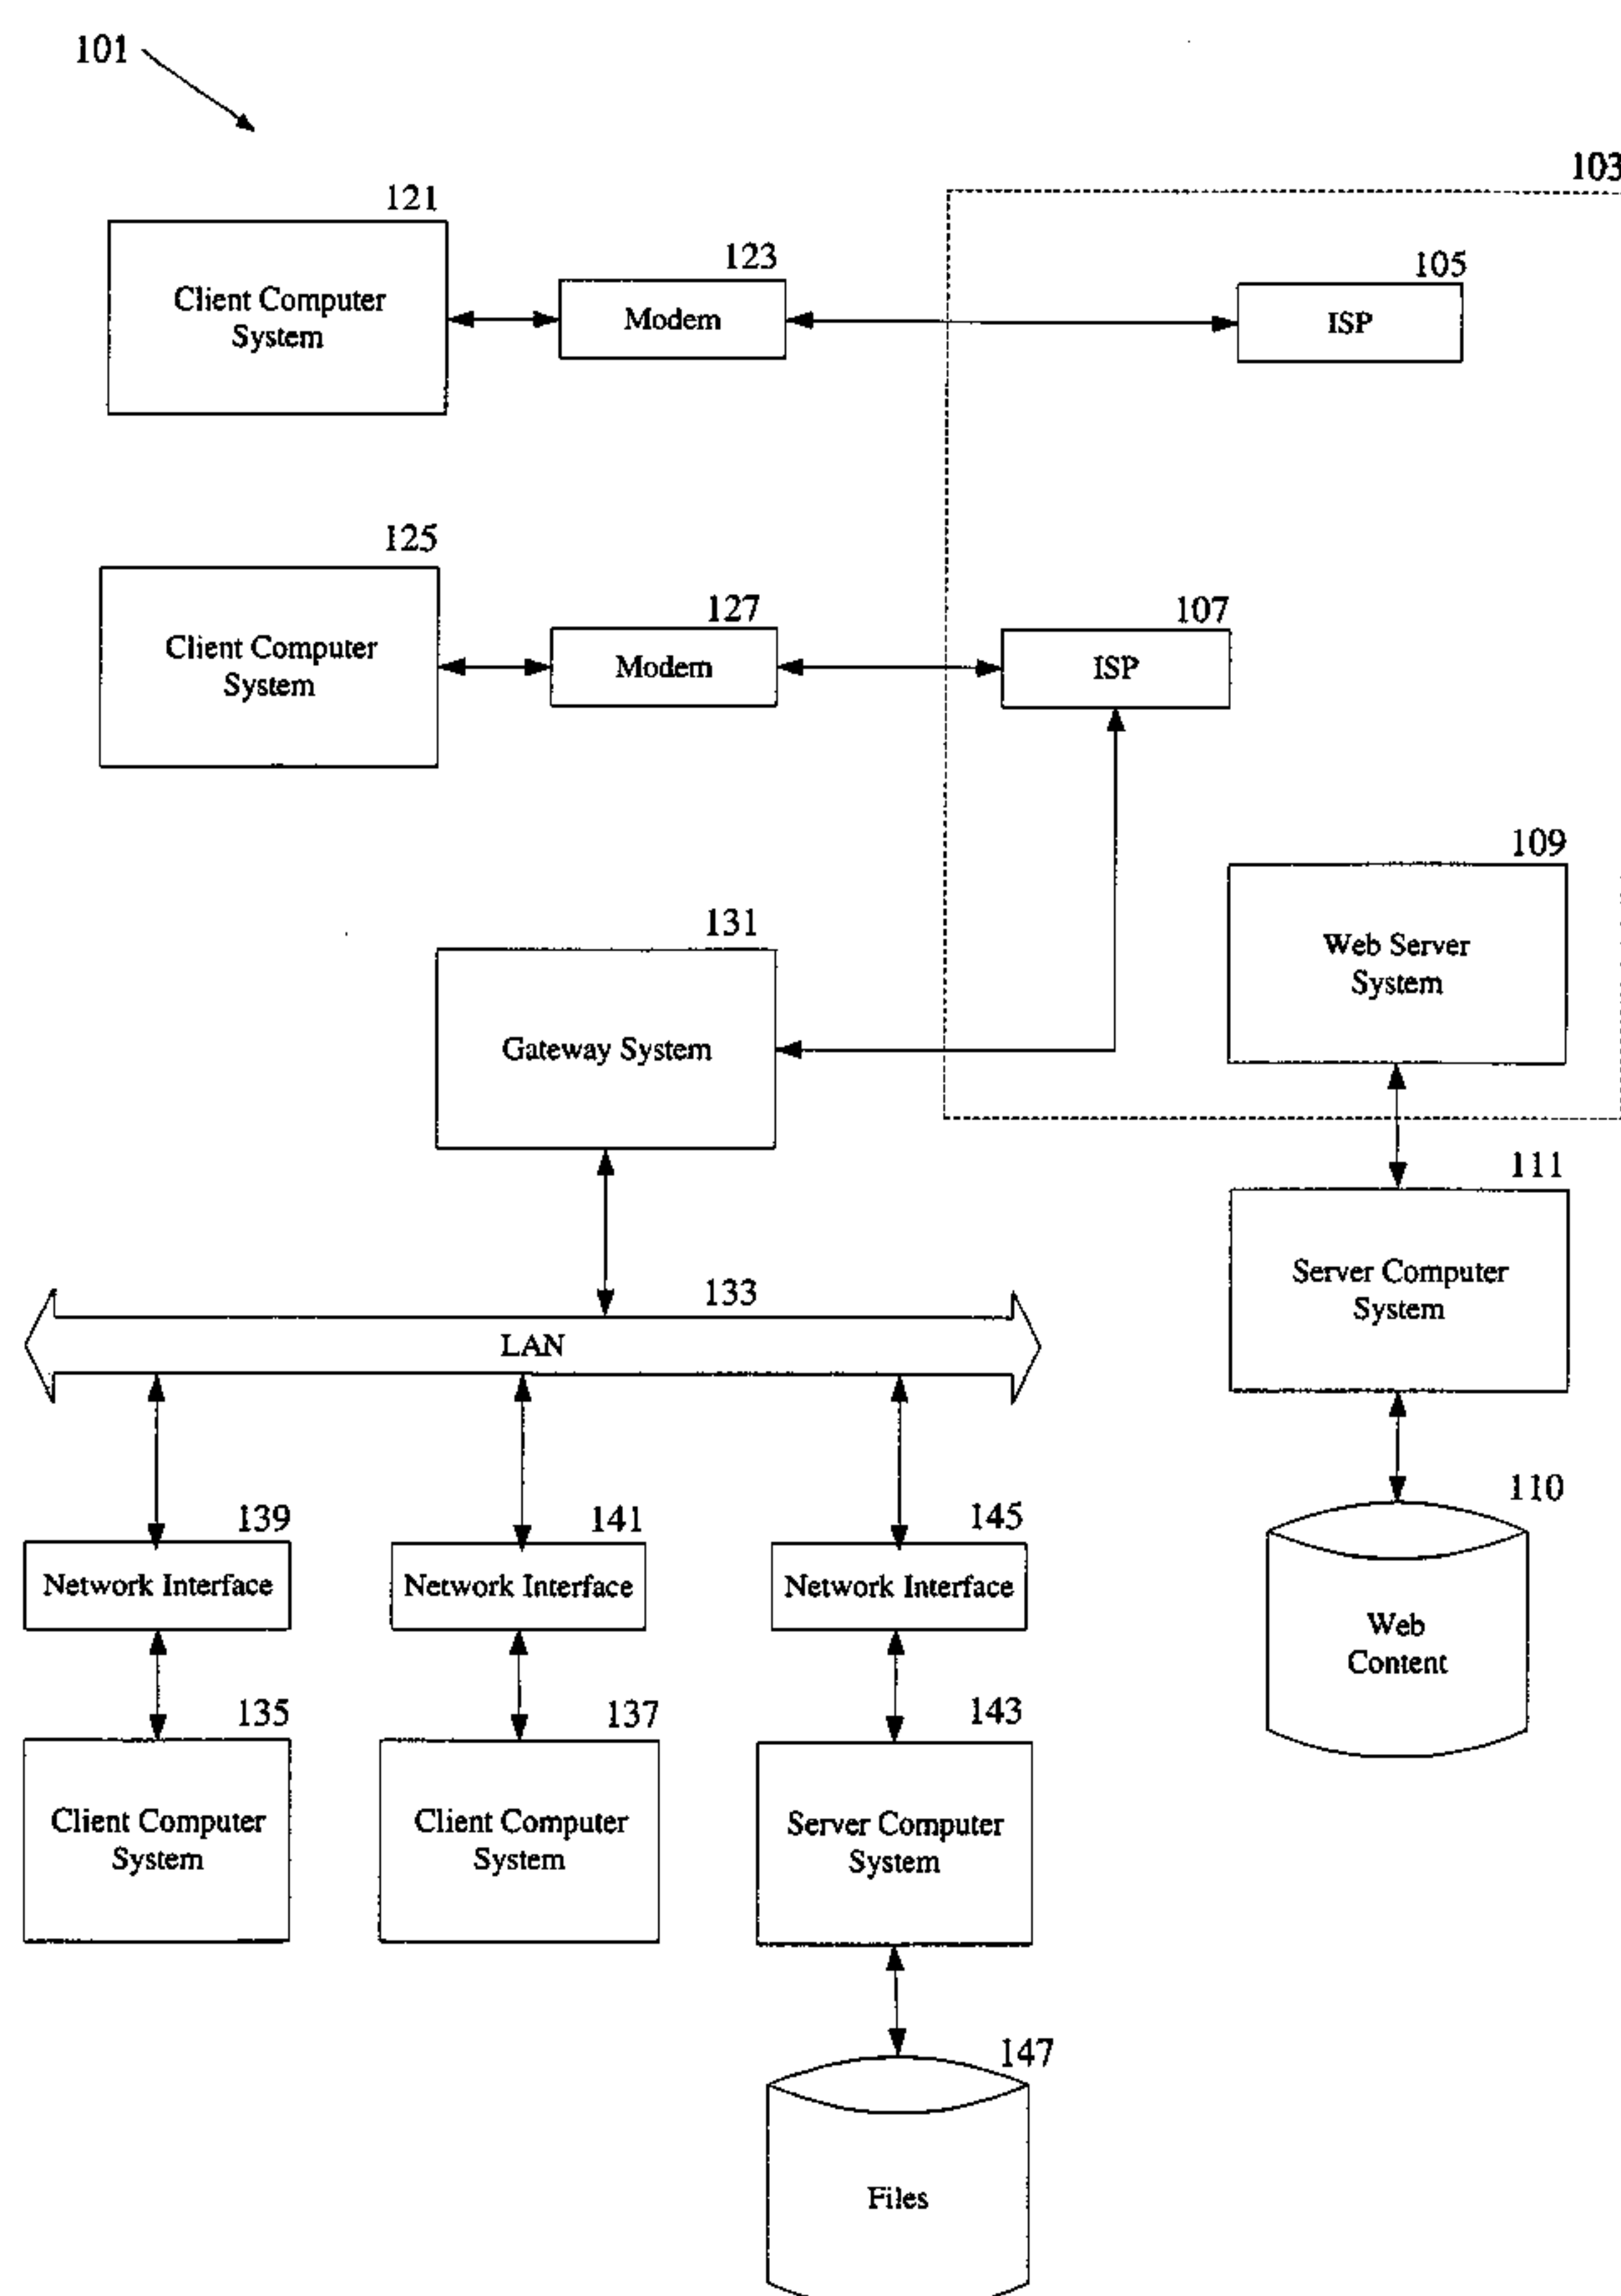 101
103
121
Client Computer
System
123
Modem
105
ISP
125
Client Computer
System
127
Modem
107
ISP
109
Web Server
System
131
Gateway System
111
Server Computer
System
133
LAN
110
Web
Content
139
Network Interface
141
Network Interface
145
Network Interface
135
Client Computer
System
137
Client Computer
System
143
Server Computer
System
147
Files